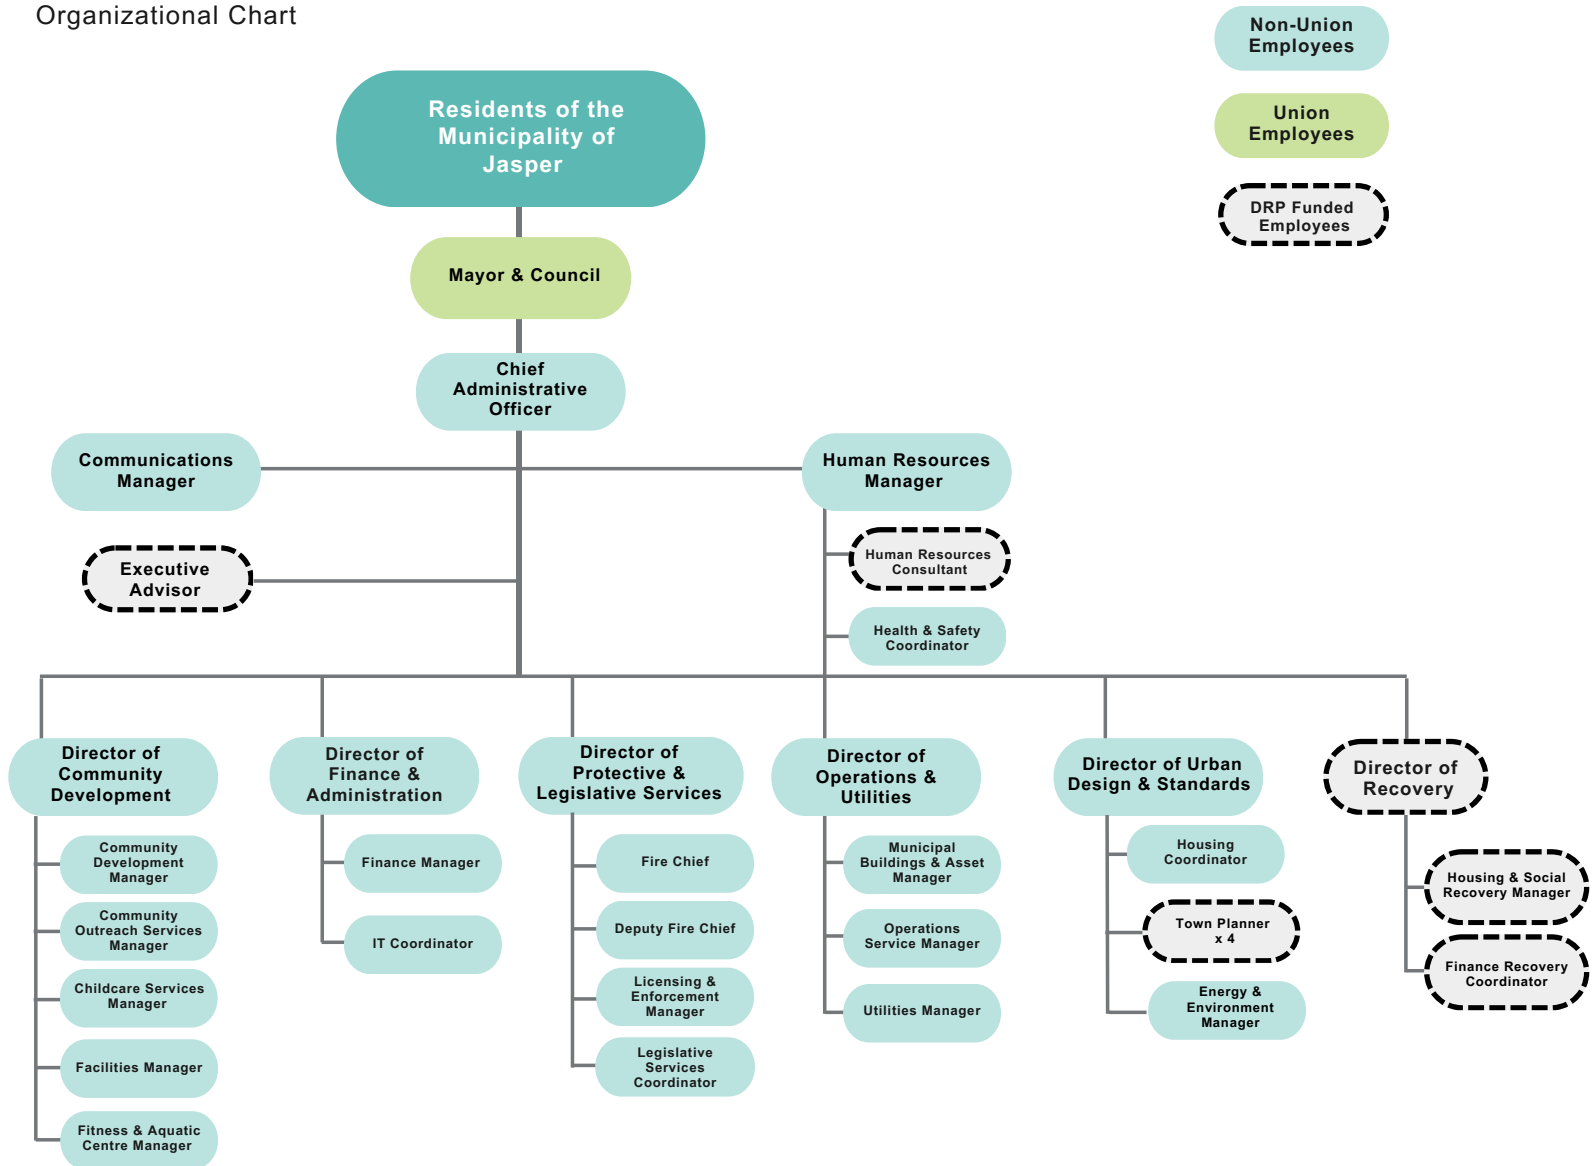 Organizational Chart
Non-Union
Employees
Union
Employees
DRP Funded
Employees
Residents of the
Municipality of
Jasper
Mayor & Council
Chief
Administrative
Officer
Communications
Manager
Human Resources
Manager
Executive
Advisor
Human Resources
Consultant
Health & Safety
Coordinator
Director of
Community
Development
Community
Development
Manager
Community
Outreach Services
Manager
Childcare Services
Manager
Facilities Manager
Fitness & Aquatic
Centre Manager
Director of
Finance &
Administration
Finance Manager
IT Coordinator
Director of
Protective &
Legislative Services
Fire Chief
Deputy Fire Chief
Licensing &
Enforcement
Manager
Legislative
Services
Coordinator
Director of
Operations &
Utilities
Municipal
Buildings & Asset
Manager
Operations
Service Manager
Utilities Manager
Director of Urban
Design & Standards
Housing
Coordinator
Town Planner
x 4
Energy &
Environment
Manager
Director of
Recovery
Housing & Social
Recovery Manager
Finance Recovery
Coordinator